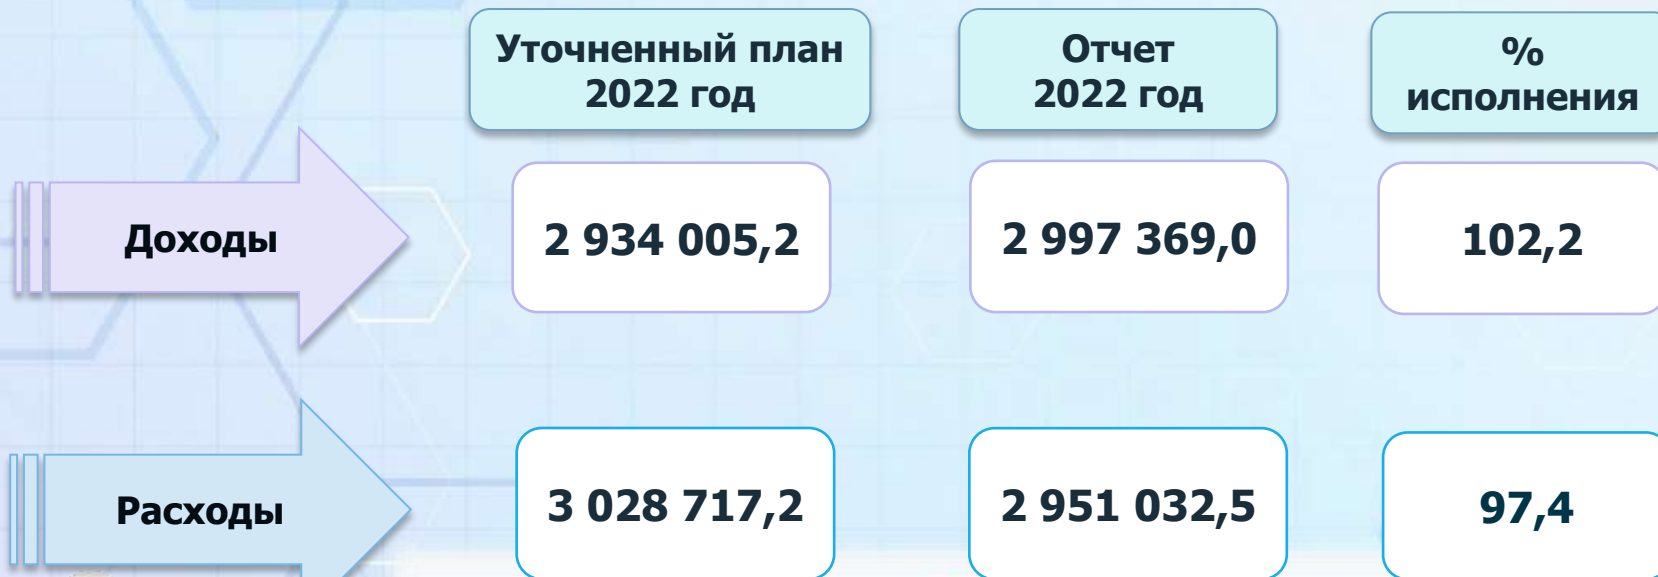 Уточненный план
2022 год
Отчет
2022 год
%
исполнения
Доходы
2 934 005,2
2 997 369,0
102,2
Расходы
3 028 717,2
2 951 032,5
97,4